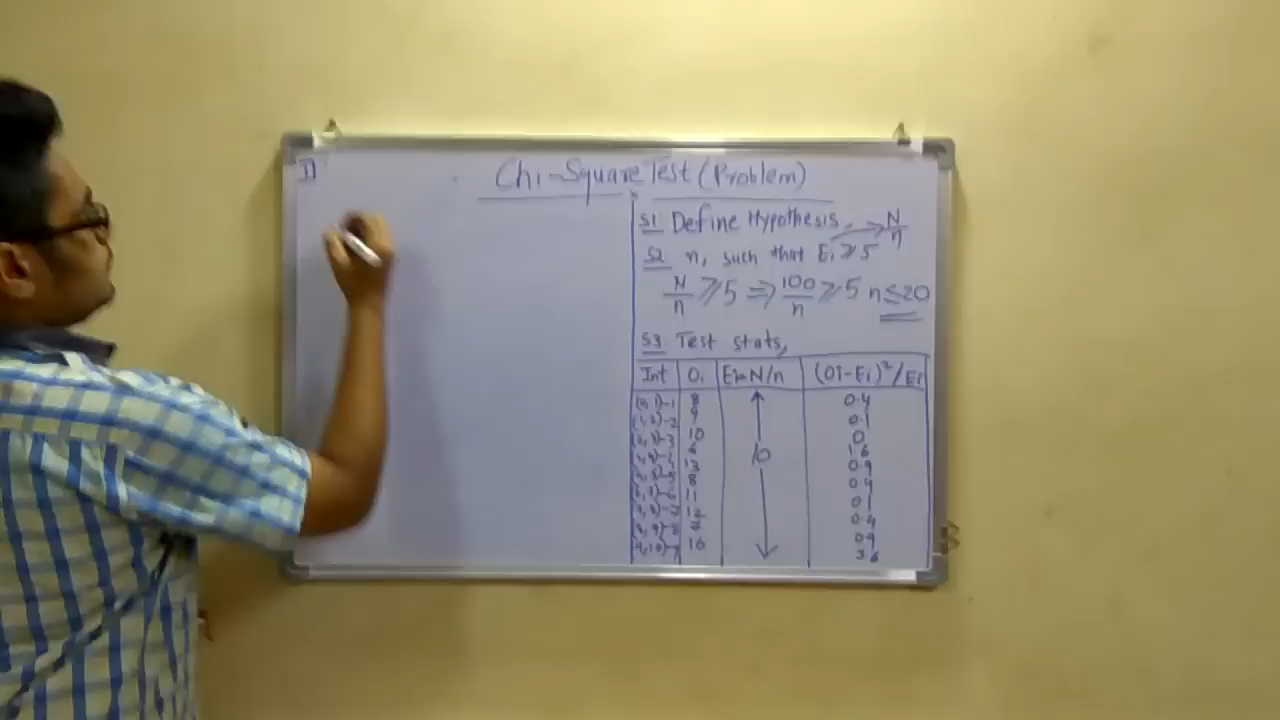 II
Chi-Square Test (Problem)
S1 Define Hypothesis, N/n
S2 n, such that Ei ≥ 5
N/n ≥ 5 ⇒ 100/n ≥ 5 n ≤ 20
S3 Test stats,
Int Oi Ei=N/n (Oi-Ei)²/Ei
8 0.4
9 0.1
10 0
6 1.6
13 10 0.9
8 0.4
11 0.1
0.4
0.9
16 3.6